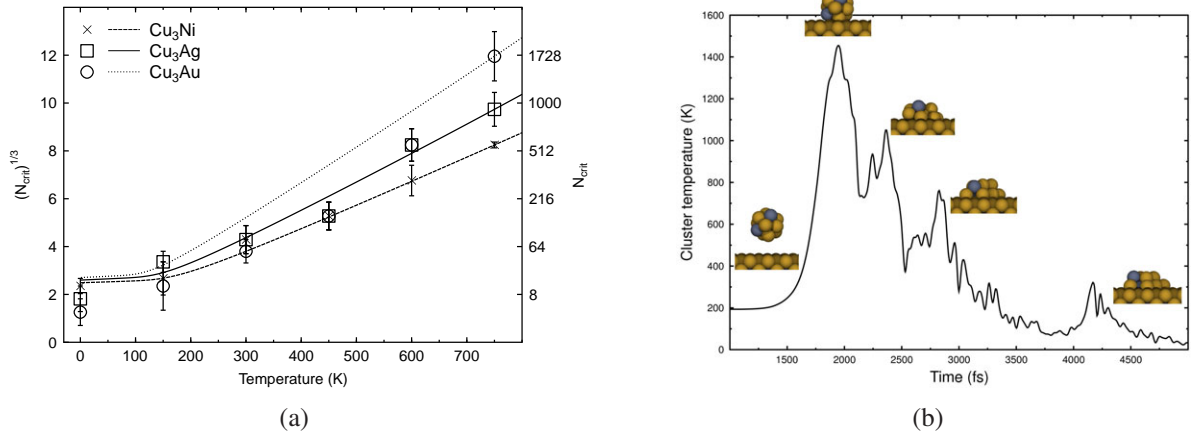 Cu3Ni
Cu3Ag
Cu3Au
(Ncrit)1/3
12
10
8
6
4
2
0
1728
1000
512
216
64
8
Ncrit
0 100 200 300 400 500 600 700
Temperature (K)
(a)
Cluster temperature (K)
1600
1400
1200
1000
800
600
400
200
0
1500 2000 2500 3000 3500 4000 4500
Time (fs)
(b)